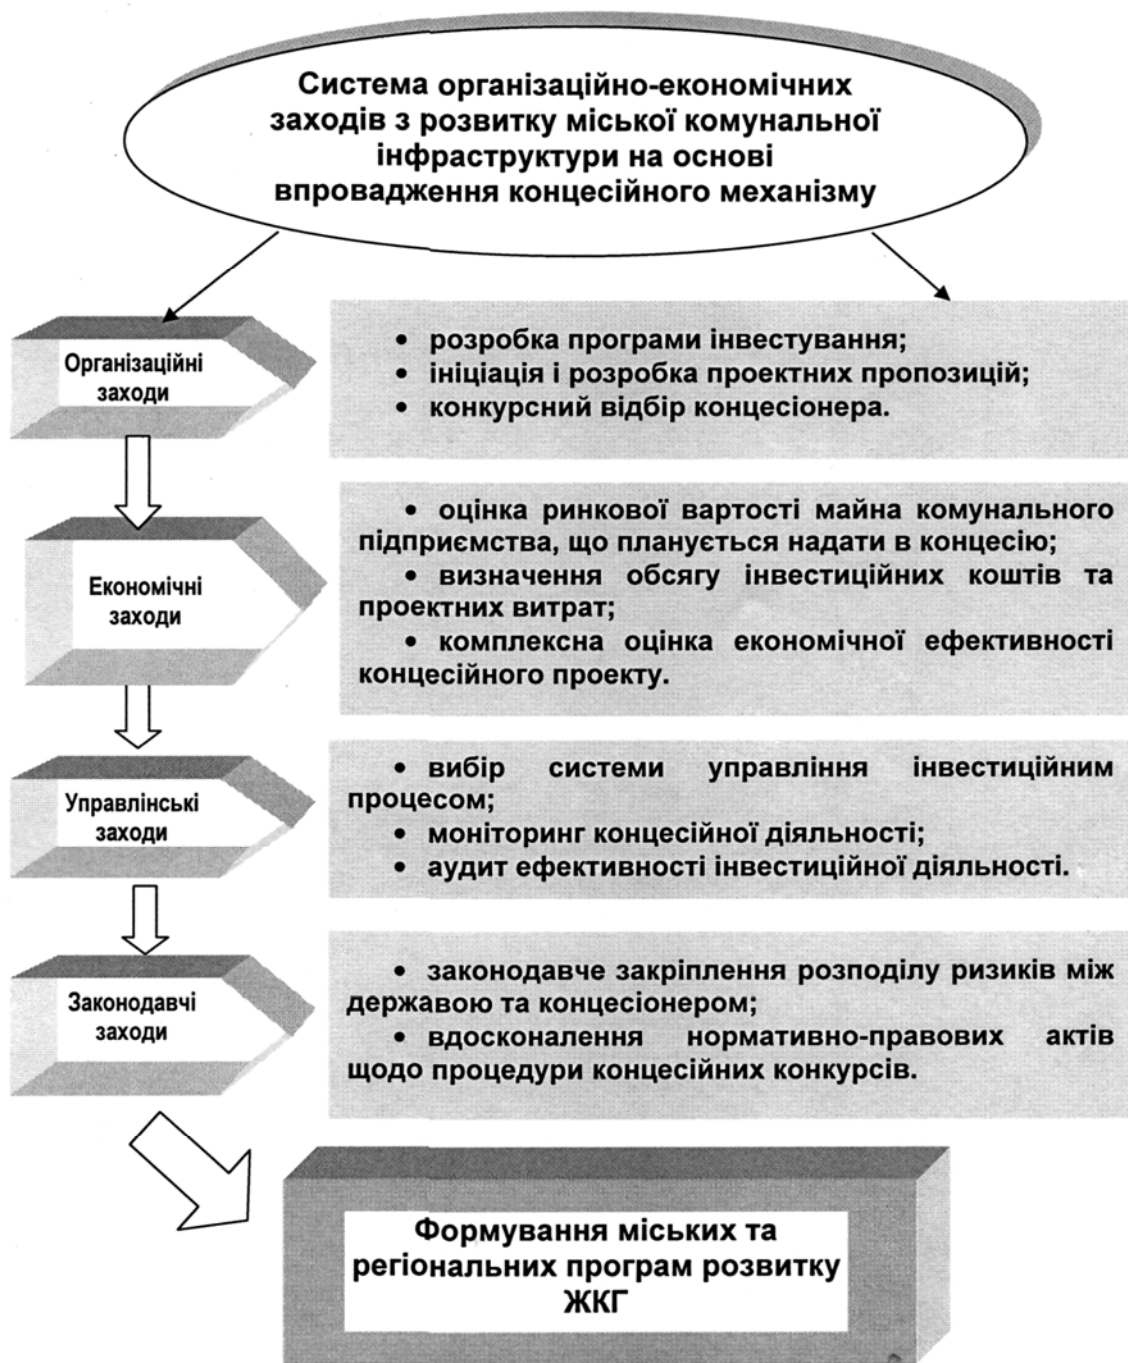 Система організаційно-економічних
заходів з розвитку міської комунальної
інфраструктури на основі
впровадження концесійного механізму
Організаційні
заходи
• розробка програми інвестування;
• ініціація і розробка проектних пропозицій;
• конкурсний відбір концесіонера.
Економічні
заходи
• оцінка ринкової вартості майна комунального
підприємства, що планується надати в концесію;
• визначення обсягу інвестиційних коштів та
проектних витрат;
• комплексна оцінка економічної ефективності
концесійного проекту.
Управлінські
заходи
• вибір системи управління інвестиційним
процесом;
• моніторинг концесійної діяльності;
• аудит ефективності інвестиційної діяльності.
Законодавчі
заходи
• законодавче закріплення розподілу ризиків між
державою та концесіонером;
• вдосконалення нормативно-правових актів
щодо процедури концесійних конкурсів.
Формування міських та
регіональних програм розвитку
ЖКГ